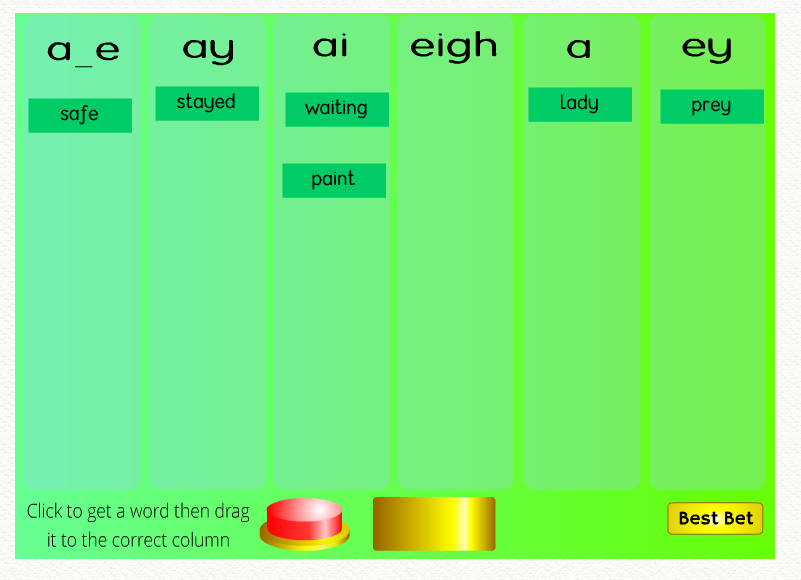 a_e ay ai eigh a ey
safe stayed waiting lady prey
paint
Click to get a word then drag
it to the correct column
Best Bet